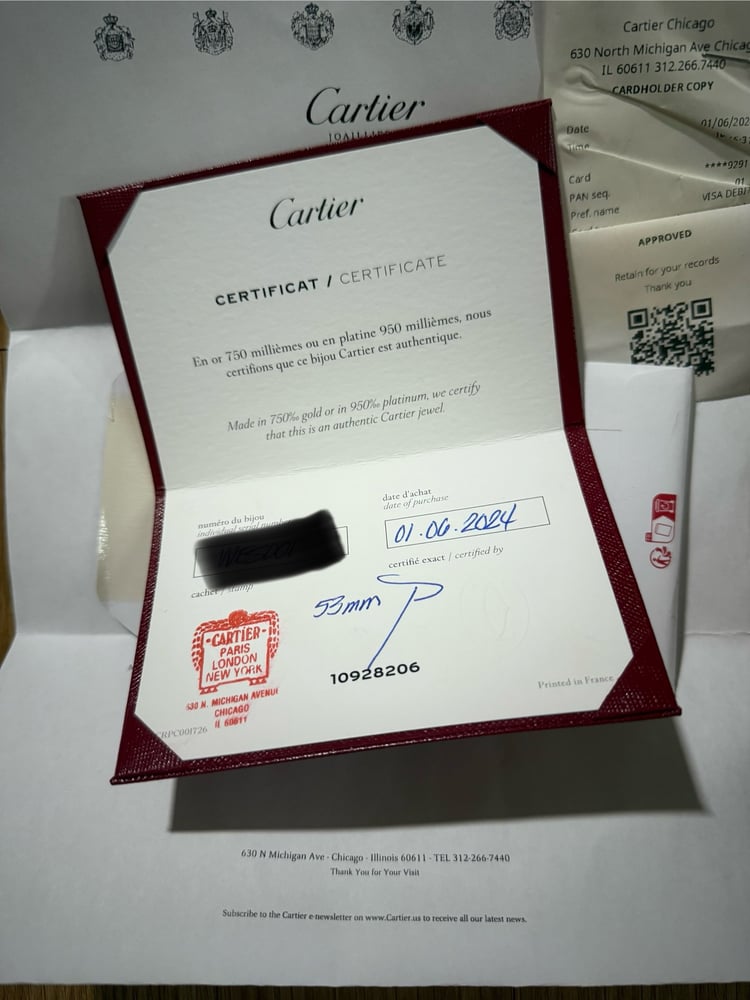 Cartier
Cartier Chicago
630 North Michigan Ave Chicag
IL 60611 312.266.7440
CARDHOLDER COPY
Date 01/06/202
Time
Card ****9291
PAN seq. 01
Pref. name VISA DEBI
APPROVED
Retain for your records
Thank you
Cartier
CERTIFICAT / CERTIFICATE
En or 750 millièmes ou en platine 950 millièmes, nous
certifions que ce bijou Cartier est authentique.
Made in 750‰ gold or in 950‰ platinum, we certify
that this is an authentic Cartier jewel.
numéro du bijou
individual serial
date d'achat
date of purchase
01.06.2024
certifié exact / certified by
cachet / stamp
53mm
10928206
-CARTIER-
PARIS
LONDON
NEW YORK
630 N. MICHIGAN AVENUE
CHICAGO
IL 60611
CRPC001726
Printed in France
630 N Michigan Ave - Chicago - Illinois 60611 - TEL 312-266-7440
Thank You for Your Visit
Subscribe to the Cartier e-newsletter on www.Cartier.us to receive all our latest news.